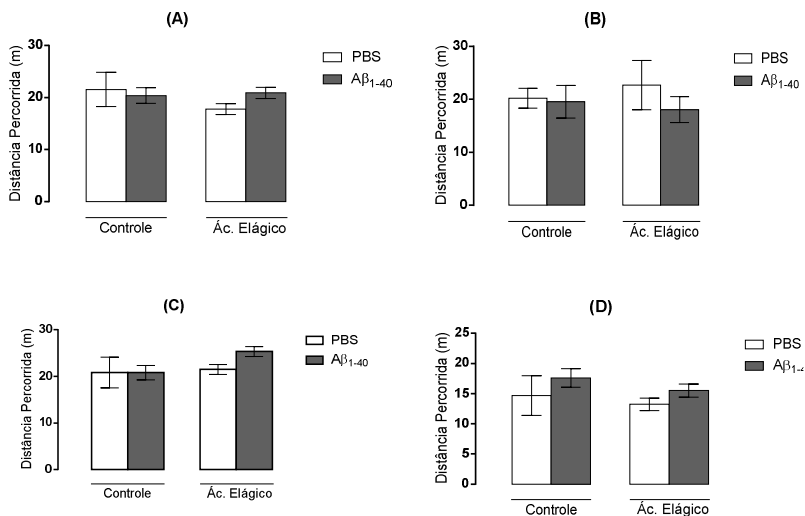 (A)
Distância Percorrida (m)
30
20
10
0
PBS
Aβ1-40
Controle
Ác. Elágico
(B)
Distância Percorrida (m)
30
20
10
0
PBS
Aβ1-40
Controle
Ác. Elágico
(C)
Distância Percorrida (m)
30
20
10
0
PBS
Aβ1-40
Controle
Ác. Elágico
(D)
Distância Percorrida (m)
25
20
15
10
5
0
PBS
Aβ1-4
Controle
Ác. Elágico